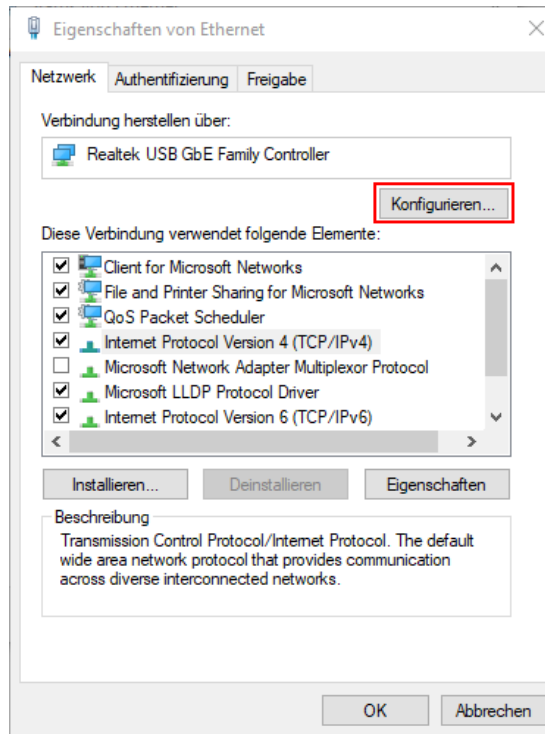 Eigenschaften von Ethernet
Netzwerk Authentifizierung Freigabe
Verbindung herstellen über:
Realtek USB GbE Family Controller
Konfigurieren...
Diese Verbindung verwendet folgende Elemente:
Client for Microsoft Networks
File and Printer Sharing for Microsoft Networks
QoS Packet Scheduler
Internet Protocol Version 4 (TCP/IPv4)
Microsoft Network Adapter Multiplexor Protocol
Microsoft LLDP Protocol Driver
Internet Protocol Version 6 (TCP/IPv6)
Installieren... Deinstallieren Eigenschaften
Beschreibung
Transmission Control Protocol/Internet Protocol. The default
wide area network protocol that provides communication
across diverse interconnected networks.
OK Abbrechen